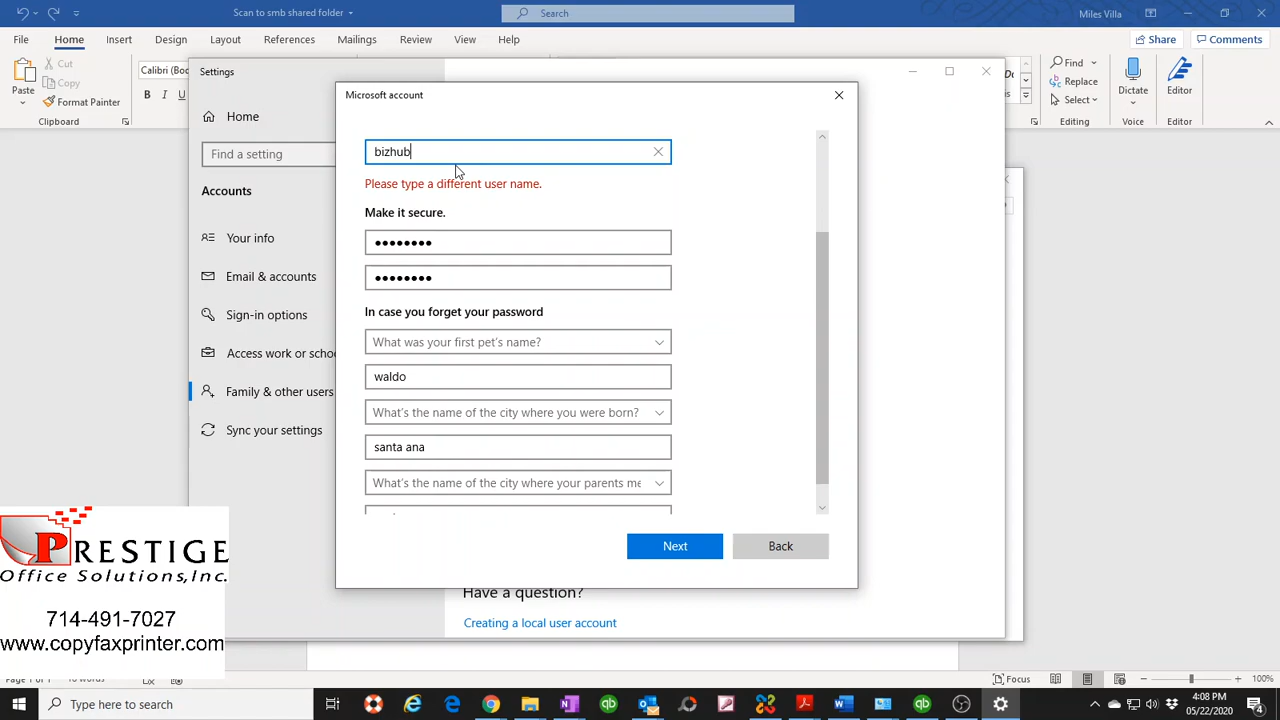 Scan to smb shared folder
Search
Miles Villa
File Home Insert Design Layout References Mailings Review View Help
Share Comments
Paste
Cut
Copy
Format Painter
Clipboard
Calibri (Boc
B I U
Find
Replace
Select
Dictate
Editor
Voice
Editor
Settings
Home
Find a setting
Accounts
Your info
Email & accounts
Sign-in options
Access work or schoo
Family & other users
Sync your settings
Microsoft account
bizhub
Please type a different user name.
Make it secure.
●●●●●●●●
●●●●●●●●
In case you forget your password
What was your first pet's name?
waldo
What's the name of the city where you were born?
santa ana
What's the name of the city where your parents me
Next
Back
Have a question?
Creating a local user account
PRESTIGE
Office Solutions,Inc.
714-491-7027
www.copyfaxprinter.com
Focus
100%
Type here to search
4:08 PM
05/22/2020